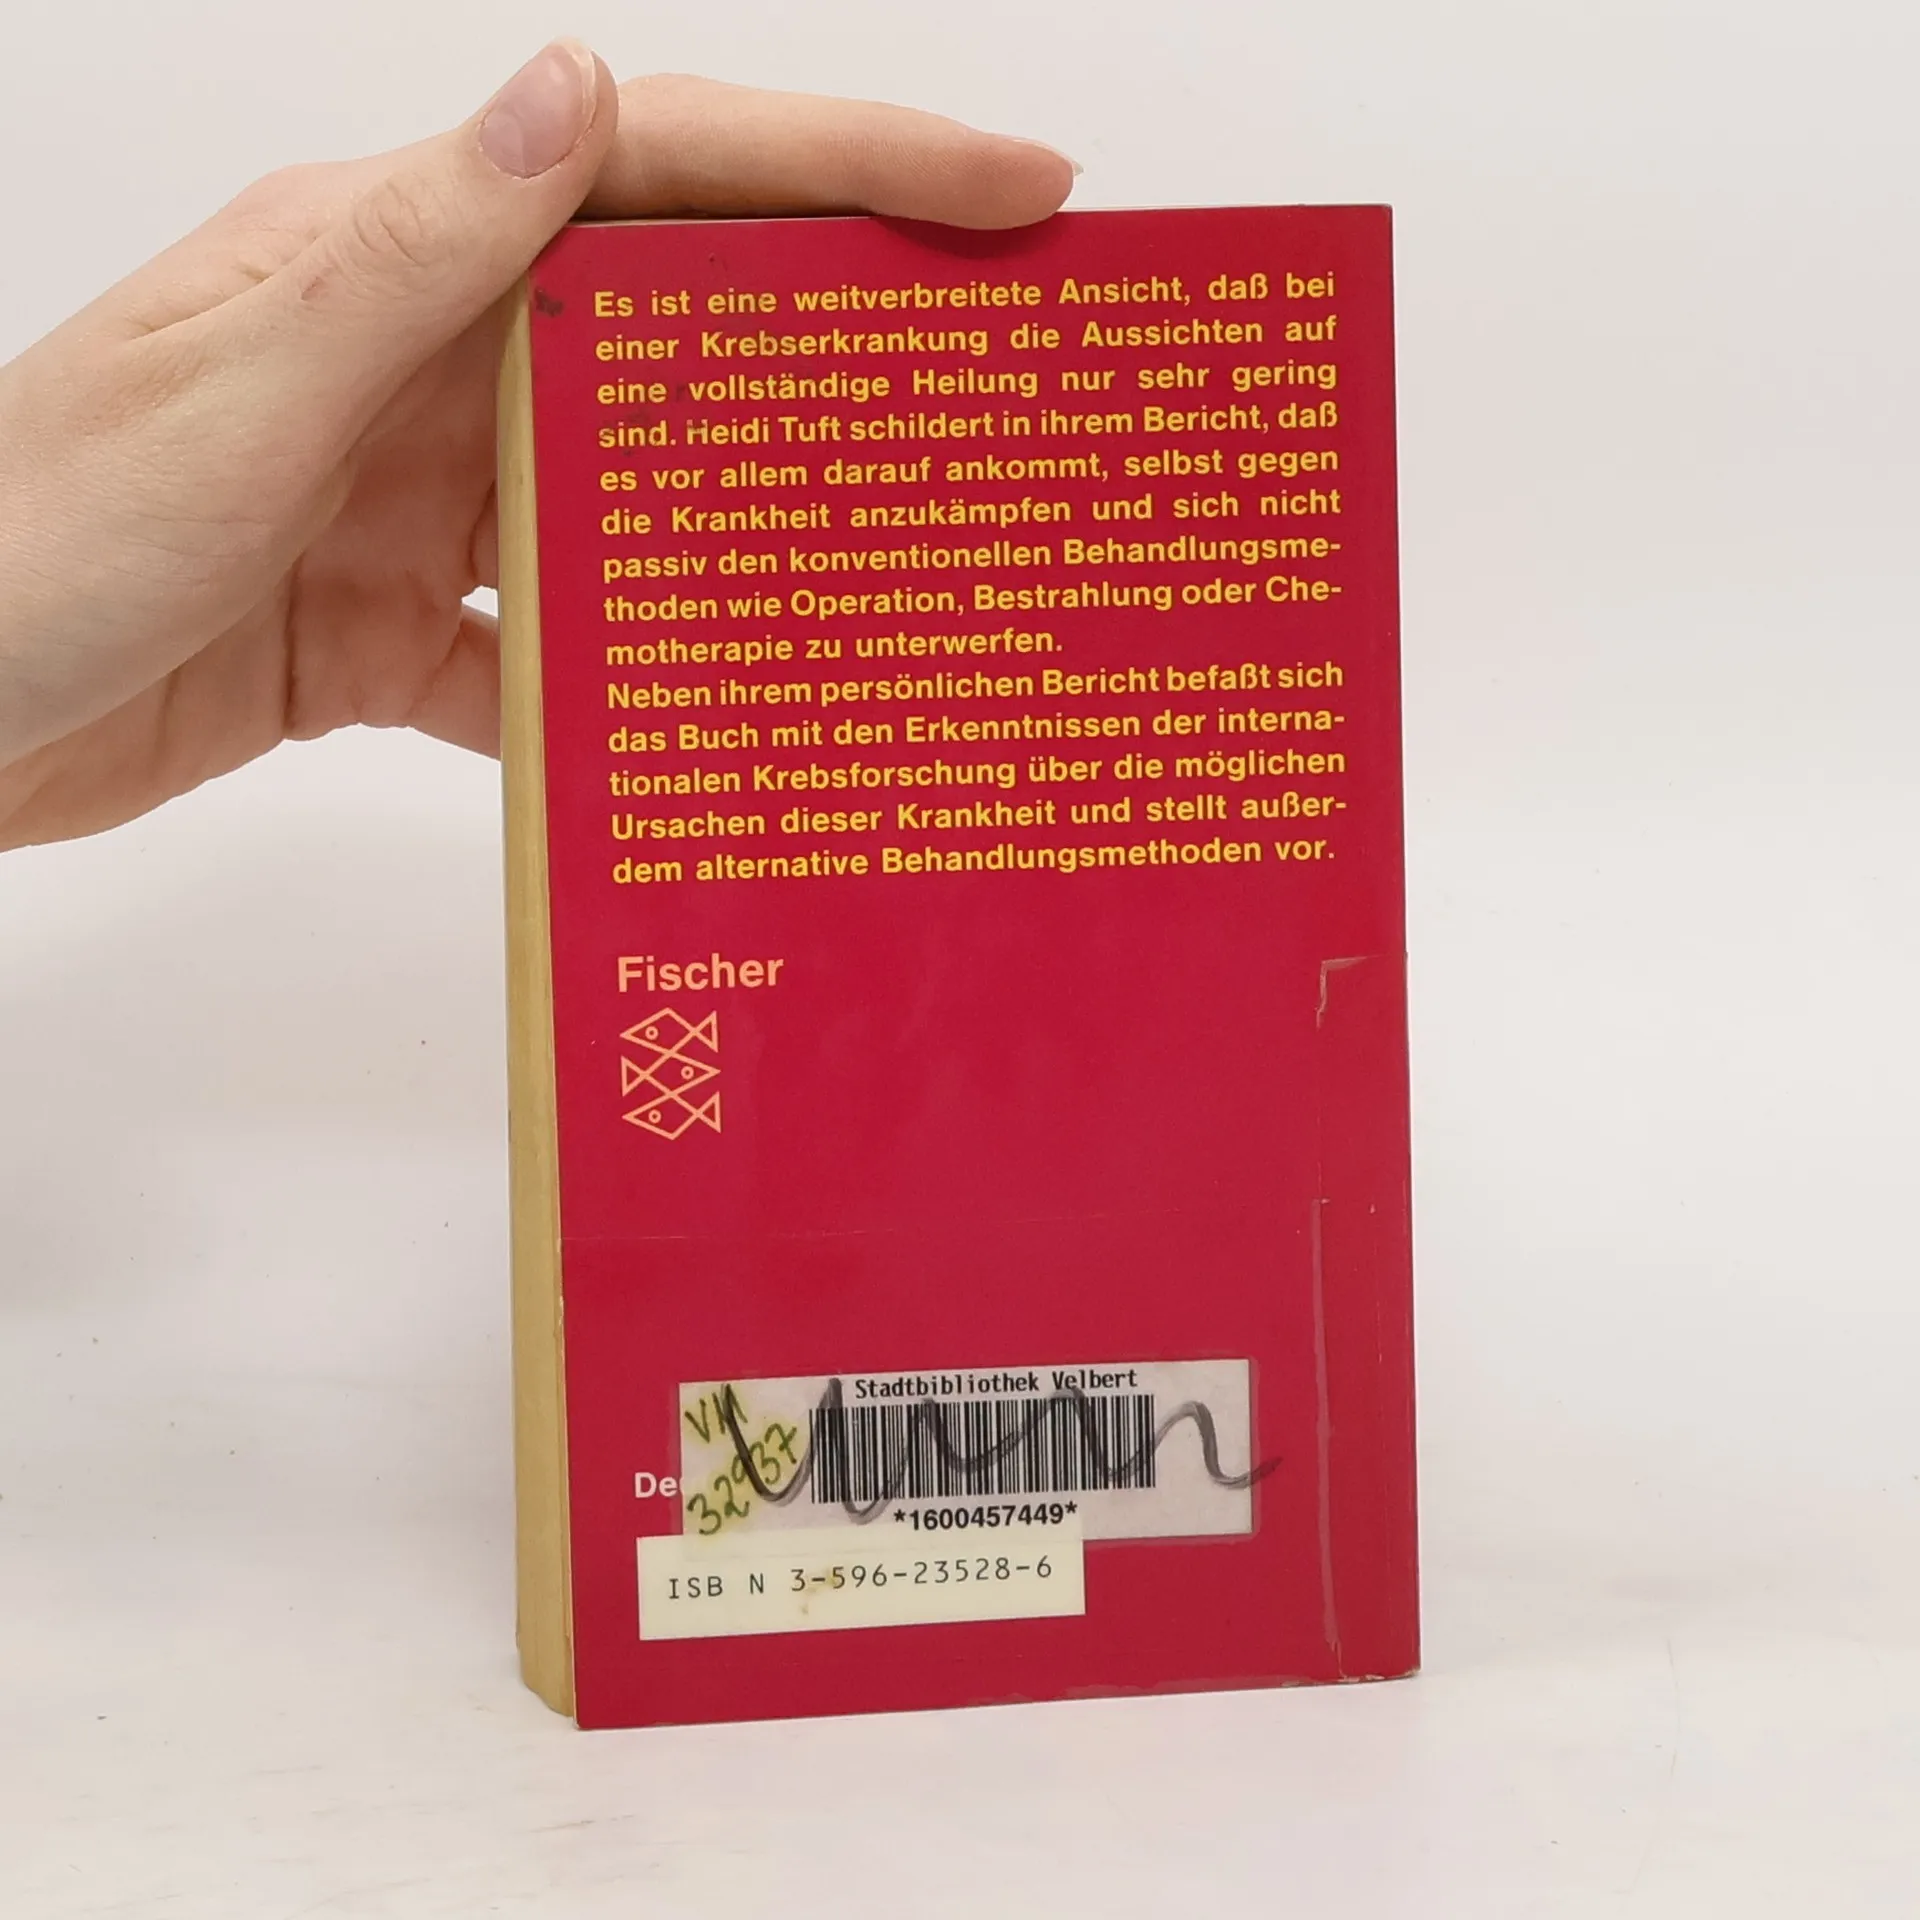 Es ist eine weitverbreitete Ansicht, daß bei
einer Krebserkrankung die Aussichten auf
eine vollständige Heilung nur sehr gering
sind. Heidi Tuft schildert in ihrem Bericht, daß
es vor allem darauf ankommt, selbst gegen
die Krankheit anzukämpfen und sich nicht
passiv den konventionellen Behandlungsme-
thoden wie Operation, Bestrahlung oder Che-
motherapie zu unterwerfen.
Neben ihrem persönlichen Bericht befaßt sich
das Buch mit den Erkenntnissen der interna-
tionalen Krebsforschung über die möglichen
Ursachen dieser Krankheit und stellt außer-
dem alternative Behandlungsmethoden vor.
Fischer
Stadtbibliothek Velbert
32937
*1600457449*
ISB N 3-596-23528-6